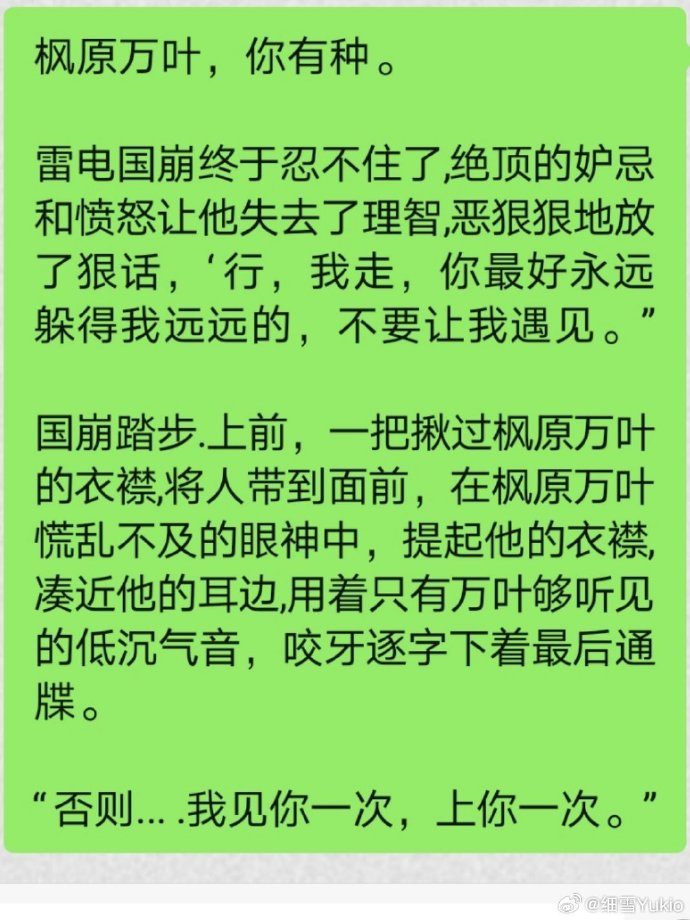 枫原万叶，你有种。
雷电国崩终于忍不住了,绝顶的妒忌
和愤怒让他失去了理智,恶狠狠地放
了狠话，‘行，我走，你最好永远
躲得我远远的，不要让我遇见。”
国崩踏步.上前，一把揪过枫原万叶
的衣襟,将人带到面前，在枫原万叶
慌乱不及的眼神中，提起他的衣襟,
凑近他的耳边,用着只有万叶够听见
的低沉气音，咬牙逐字下着最后通
牒。
“否则... .我见你一次，上你一次。”
@细雪Yukio